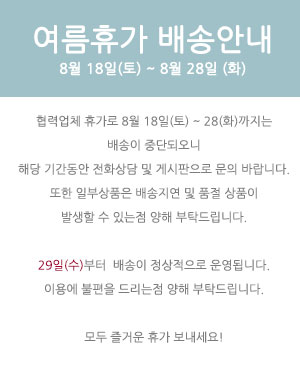 여름휴가 배송안내
8월 18일(토) ~ 8월 28일 (화)
협력업체 휴가로 8월 18일(토) ~ 28(화)까지는
배송이 중단되오니
해당 기간동안 전화상담 및 게시판으로 문의 바랍니다.
또한 일부상품은 배송지연 및 품절 상품이
발생할 수 있는점 양해 부탁드립니다.
29일(수)부터 배송이 정상적으로 운영됩니다.
이용에 불편을 드리는점 양해 부탁드립니다.
모두 즐거운 휴가 보내세요!